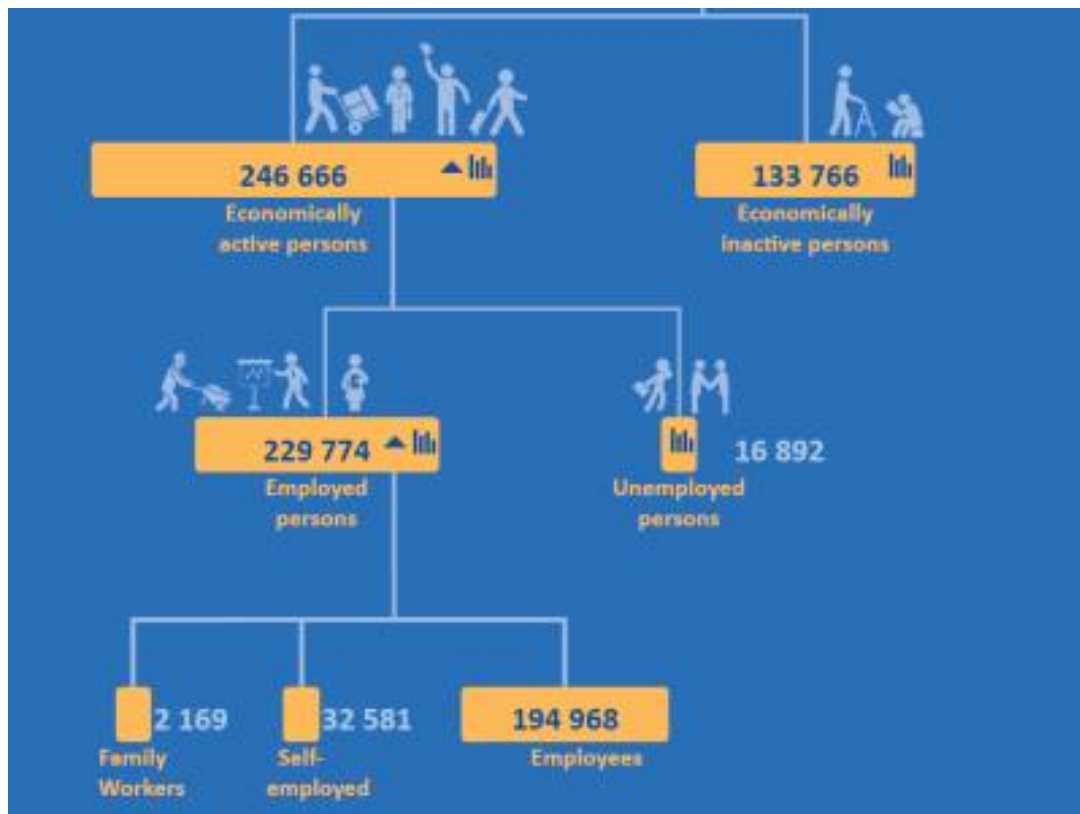 246 666
133 766
Economically
active persons
Economically
inactive persons
229 774
16 892
Employed
persons
Unemployed
persons
2 169
32 581
194 968
Family
Workers
Self-
employed
Employees